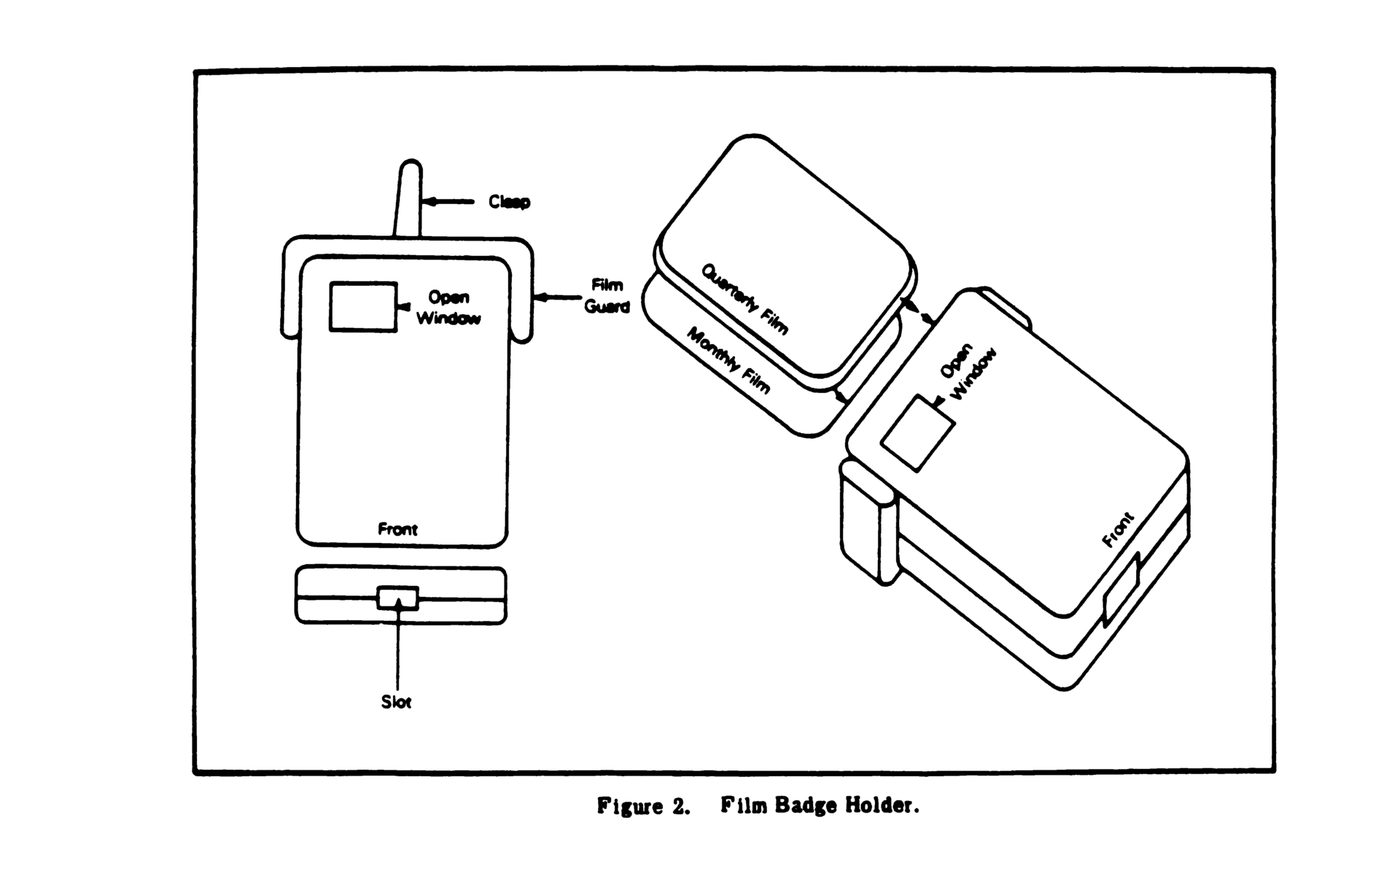 Clasp
Film
Guard
Open
Window
Front
Slot
Quarterly Film
Monthly Film
Open
Window
Front
Figure 2. Film Badge Holder.